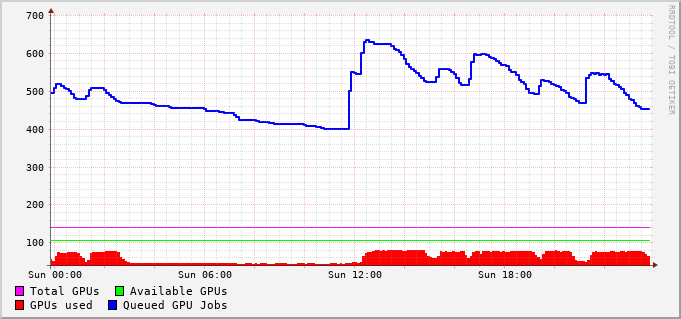 700
600
500
400
300
200
100
Sun 00:00 Sun 06:00 Sun 12:00 Sun 18:00
Total GPUs Available GPUs
GPUs used Queued GPU Jobs
RRDTOOL / TOBI OETIKER